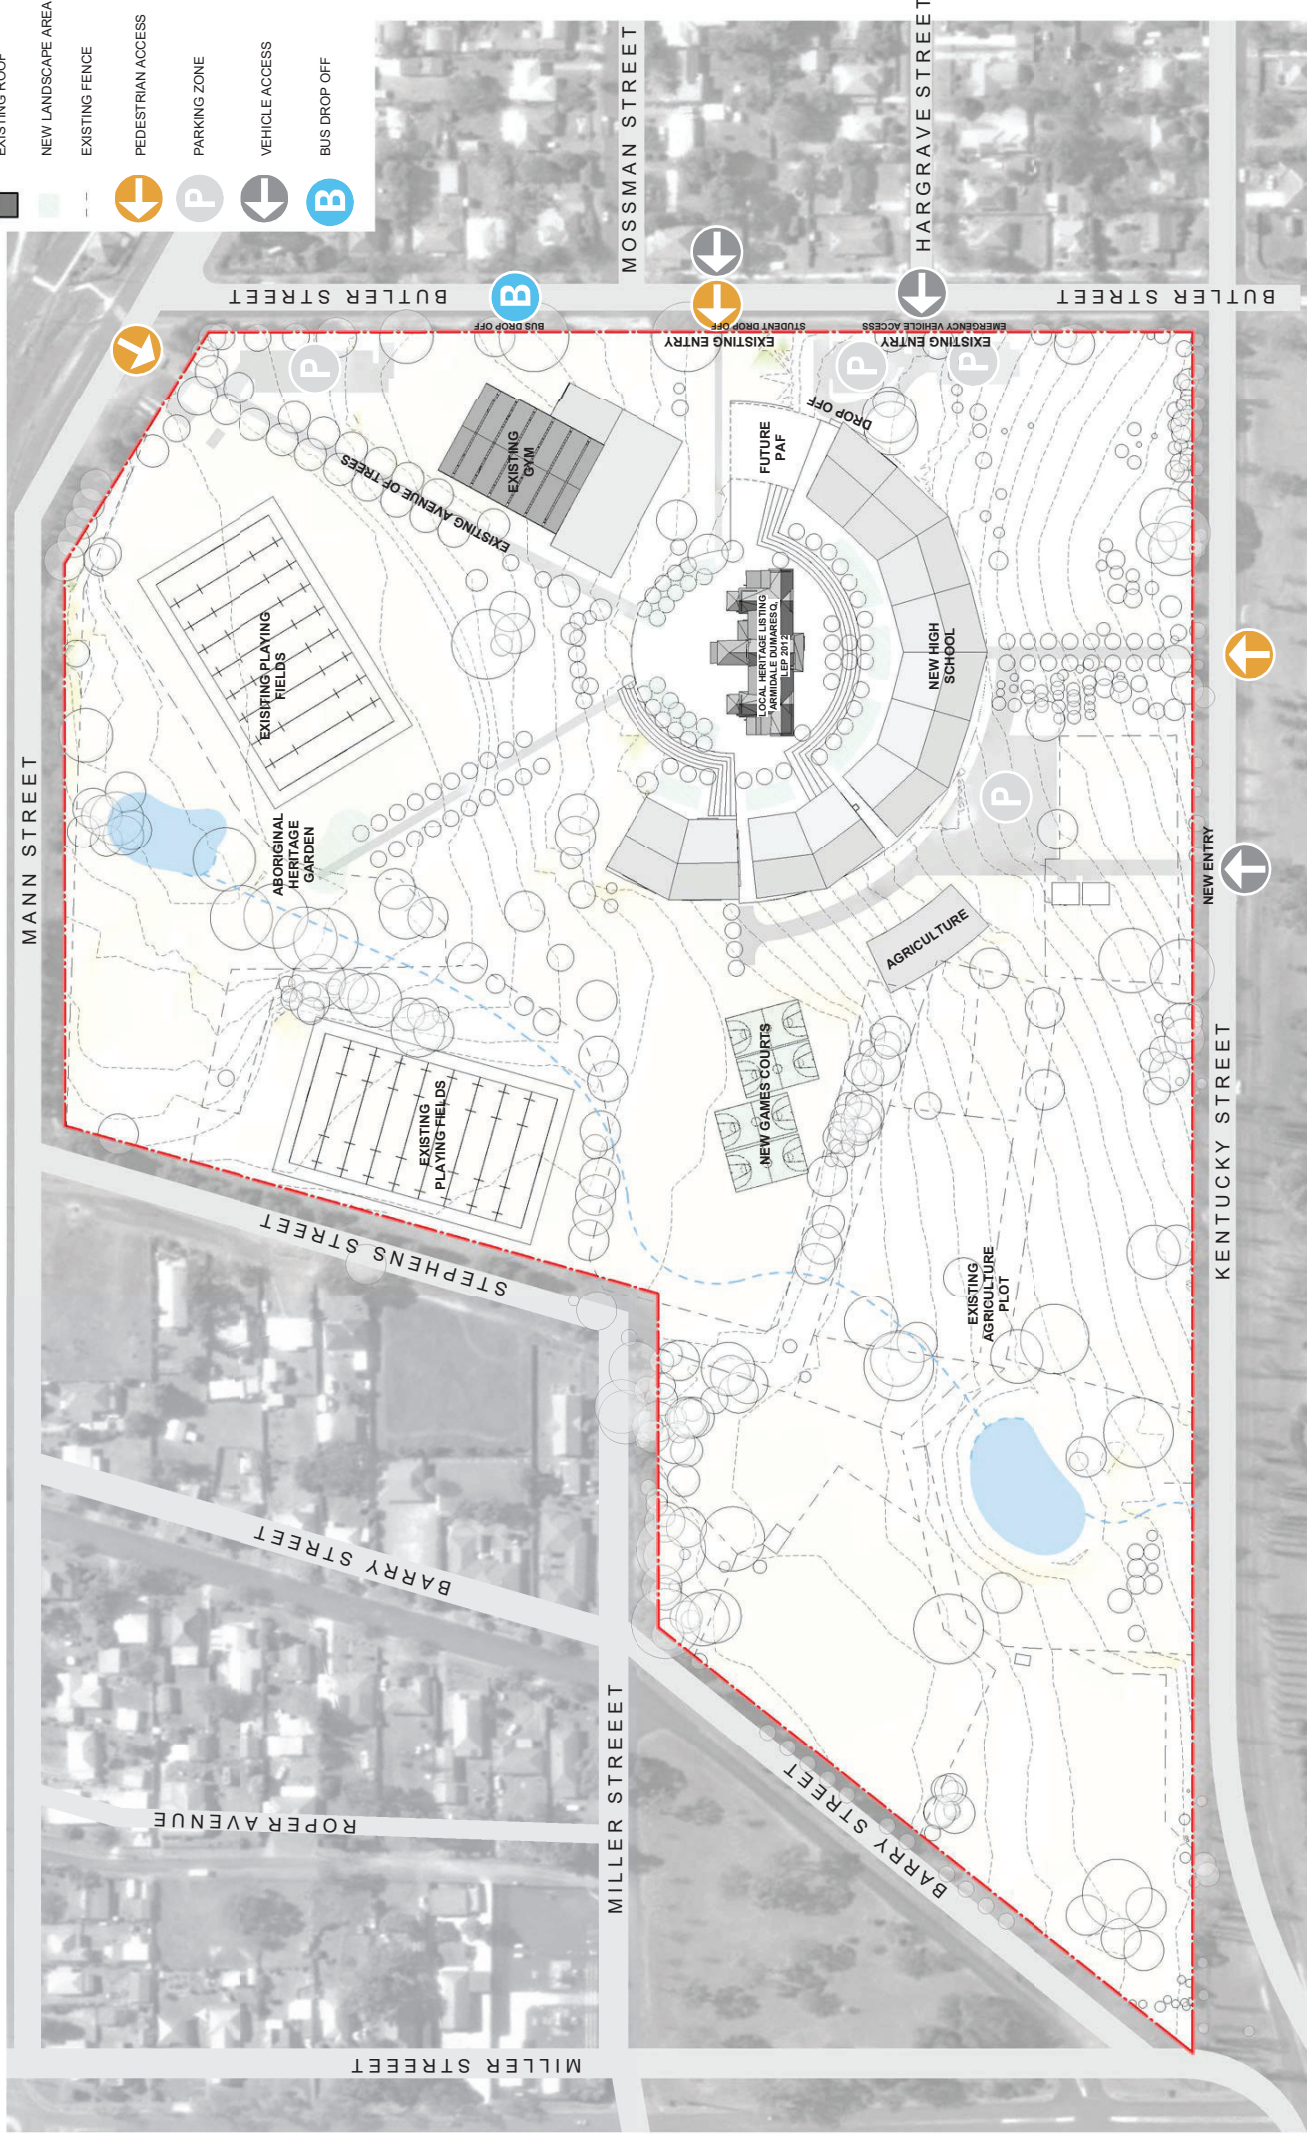 EXISTING ROOF
NEW LANDSCAPE AREA
EXISTING FENCE
PEDESTRIAN ACCESS
P
PARKING ZONE
VEHICLE ACCESS
B
BUS DROP OFF
MANN STREET
BUTLER STREET
B
BUS DROP OFF
MOSSMAN STREET
STUDENT DROP OFF
EXISTING ENTRY
HARGRAVE STREET
EMERGENCY VEHICLE ACCESS
EXISTING ENTRY
BUTLER STREET
P
P
P
DROP OFF
EXISTING AVENUE OF TREES
EXISTING
GYM
FUTURE
PAF
EXISITING PLAYING
FIELDS
LOCAL HERITAGE LISTING
ARMIDALE DUMARESQ,
LEP 2012
NEW HIGH
SCHOOL
P
ABORIGINAL
HERITAGE
GARDEN
AGRICULTURE
NEW ENTRY
EXISTING
PLAYING FIELDS
NEW GAMES COURTS
KENTUCKY STREET
STEPHENS STREET
EXISTING
AGRICULTURE
PLOT
BARRY STREET
ROPER AVENUE
MILLER STREEET
BARRY STREET
MILLER STREEET